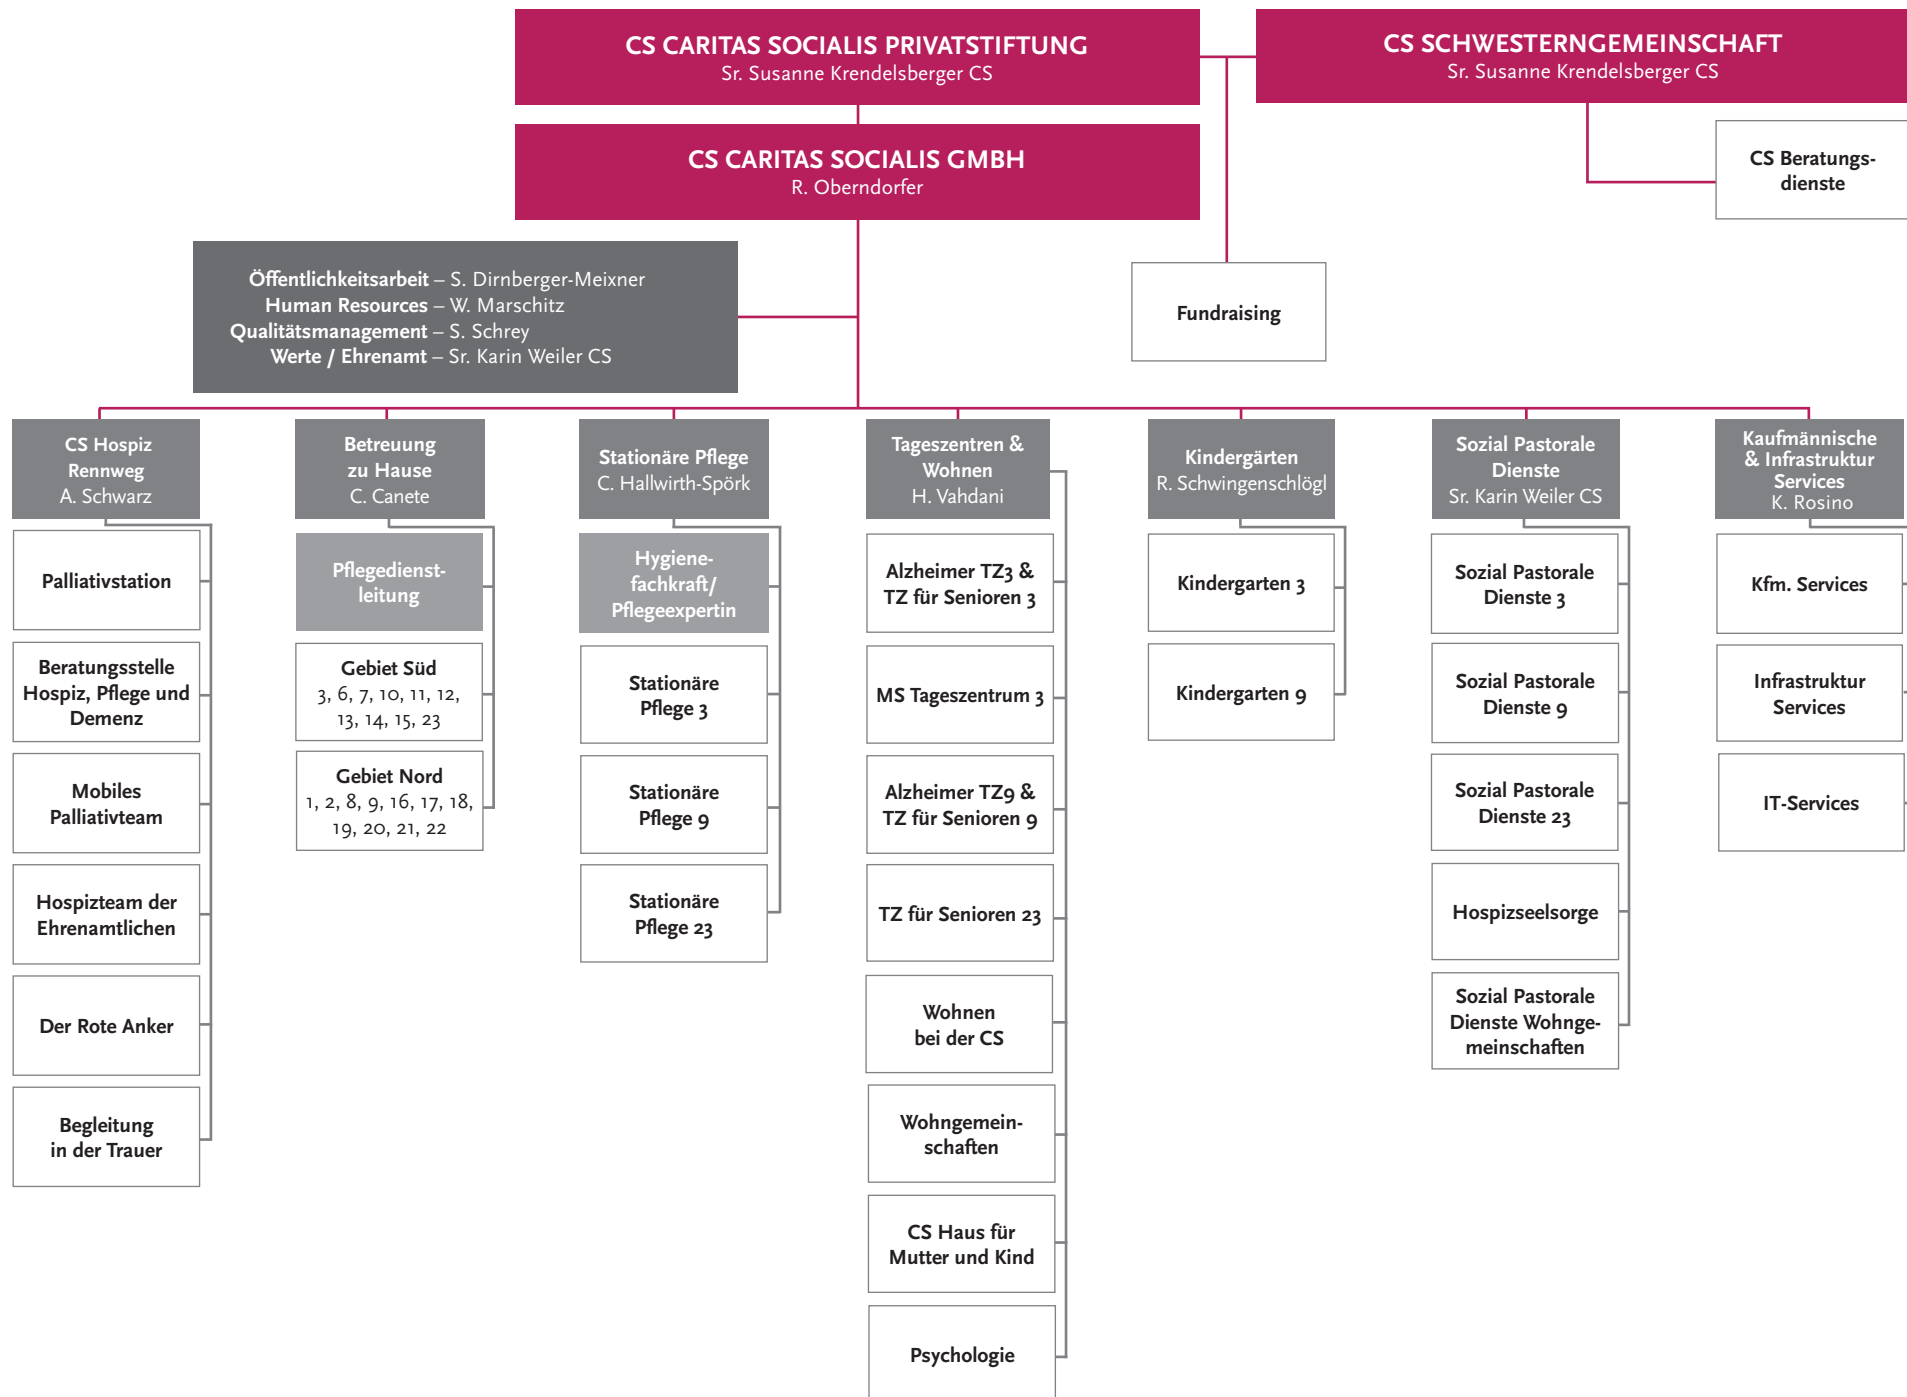 CS CARITAS SOCIALIS PRIVATSTIFTUNG
Sr. Susanne Krendelsberger CS
CS SCHWESTERNGEMEINSCHAFT
Sr. Susanne Krendelsberger CS
CS CARITAS SOCIALIS GMBH
R. Oberndorfer
CS Beratungs-
dienste
Öffentlichkeitsarbeit – S. Dirnberger-Meixner
Human Resources – W. Marschitz
Qualitätsmanagement – S. Schrey
Werte / Ehrenamt – Sr. Karin Weiler CS
Fundraising
CS Hospiz
Rennweg
A. Schwarz
Palliativstation
Beratungsstelle
Hospiz, Pflege und
Demenz
Mobiles
Palliativteam
Hospizteam der
Ehrenamtlichen
Der Rote Anker
Begleitung
in der Trauer
Betreuung
zu Hause
C. Canete
Pflegedienst-
leitung
Gebiet Süd
3, 6, 7, 10, 11, 12,
13, 14, 15, 23
Gebiet Nord
1, 2, 8, 9, 16, 17, 18,
19, 20, 21, 22
Stationäre Pflege
C. Hallwirth-Spörk
Hygiene-
fachkraft/
Pflegeexpertin
Stationäre
Pflege 3
Stationäre
Pflege 9
Stationäre
Pflege 23
Tageszentren &
Wohnen
H. Vahdani
Alzheimer TZ3 &
TZ für Senioren 3
MS Tageszentrum 3
Alzheimer TZ9 &
TZ für Senioren 9
TZ für Senioren 23
Wohnen
bei der CS
Wohngemein-
schaften
CS Haus für
Mutter und Kind
Psychologie
Kindergärten
R. Schwingenschlögl
Kindergarten 3
Kindergarten 9
Sozial Pastorale
Dienste
Sr. Karin Weiler CS
Sozial Pastorale
Dienste 3
Sozial Pastorale
Dienste 9
Sozial Pastorale
Dienste 23
Hospizseelsorge
Sozial Pastorale
Dienste Wohnge-
meinschaften
Kaufmännische
& Infrastruktur
Services
K. Rosino
Kfm. Services
Infrastruktur
Services
IT-Services